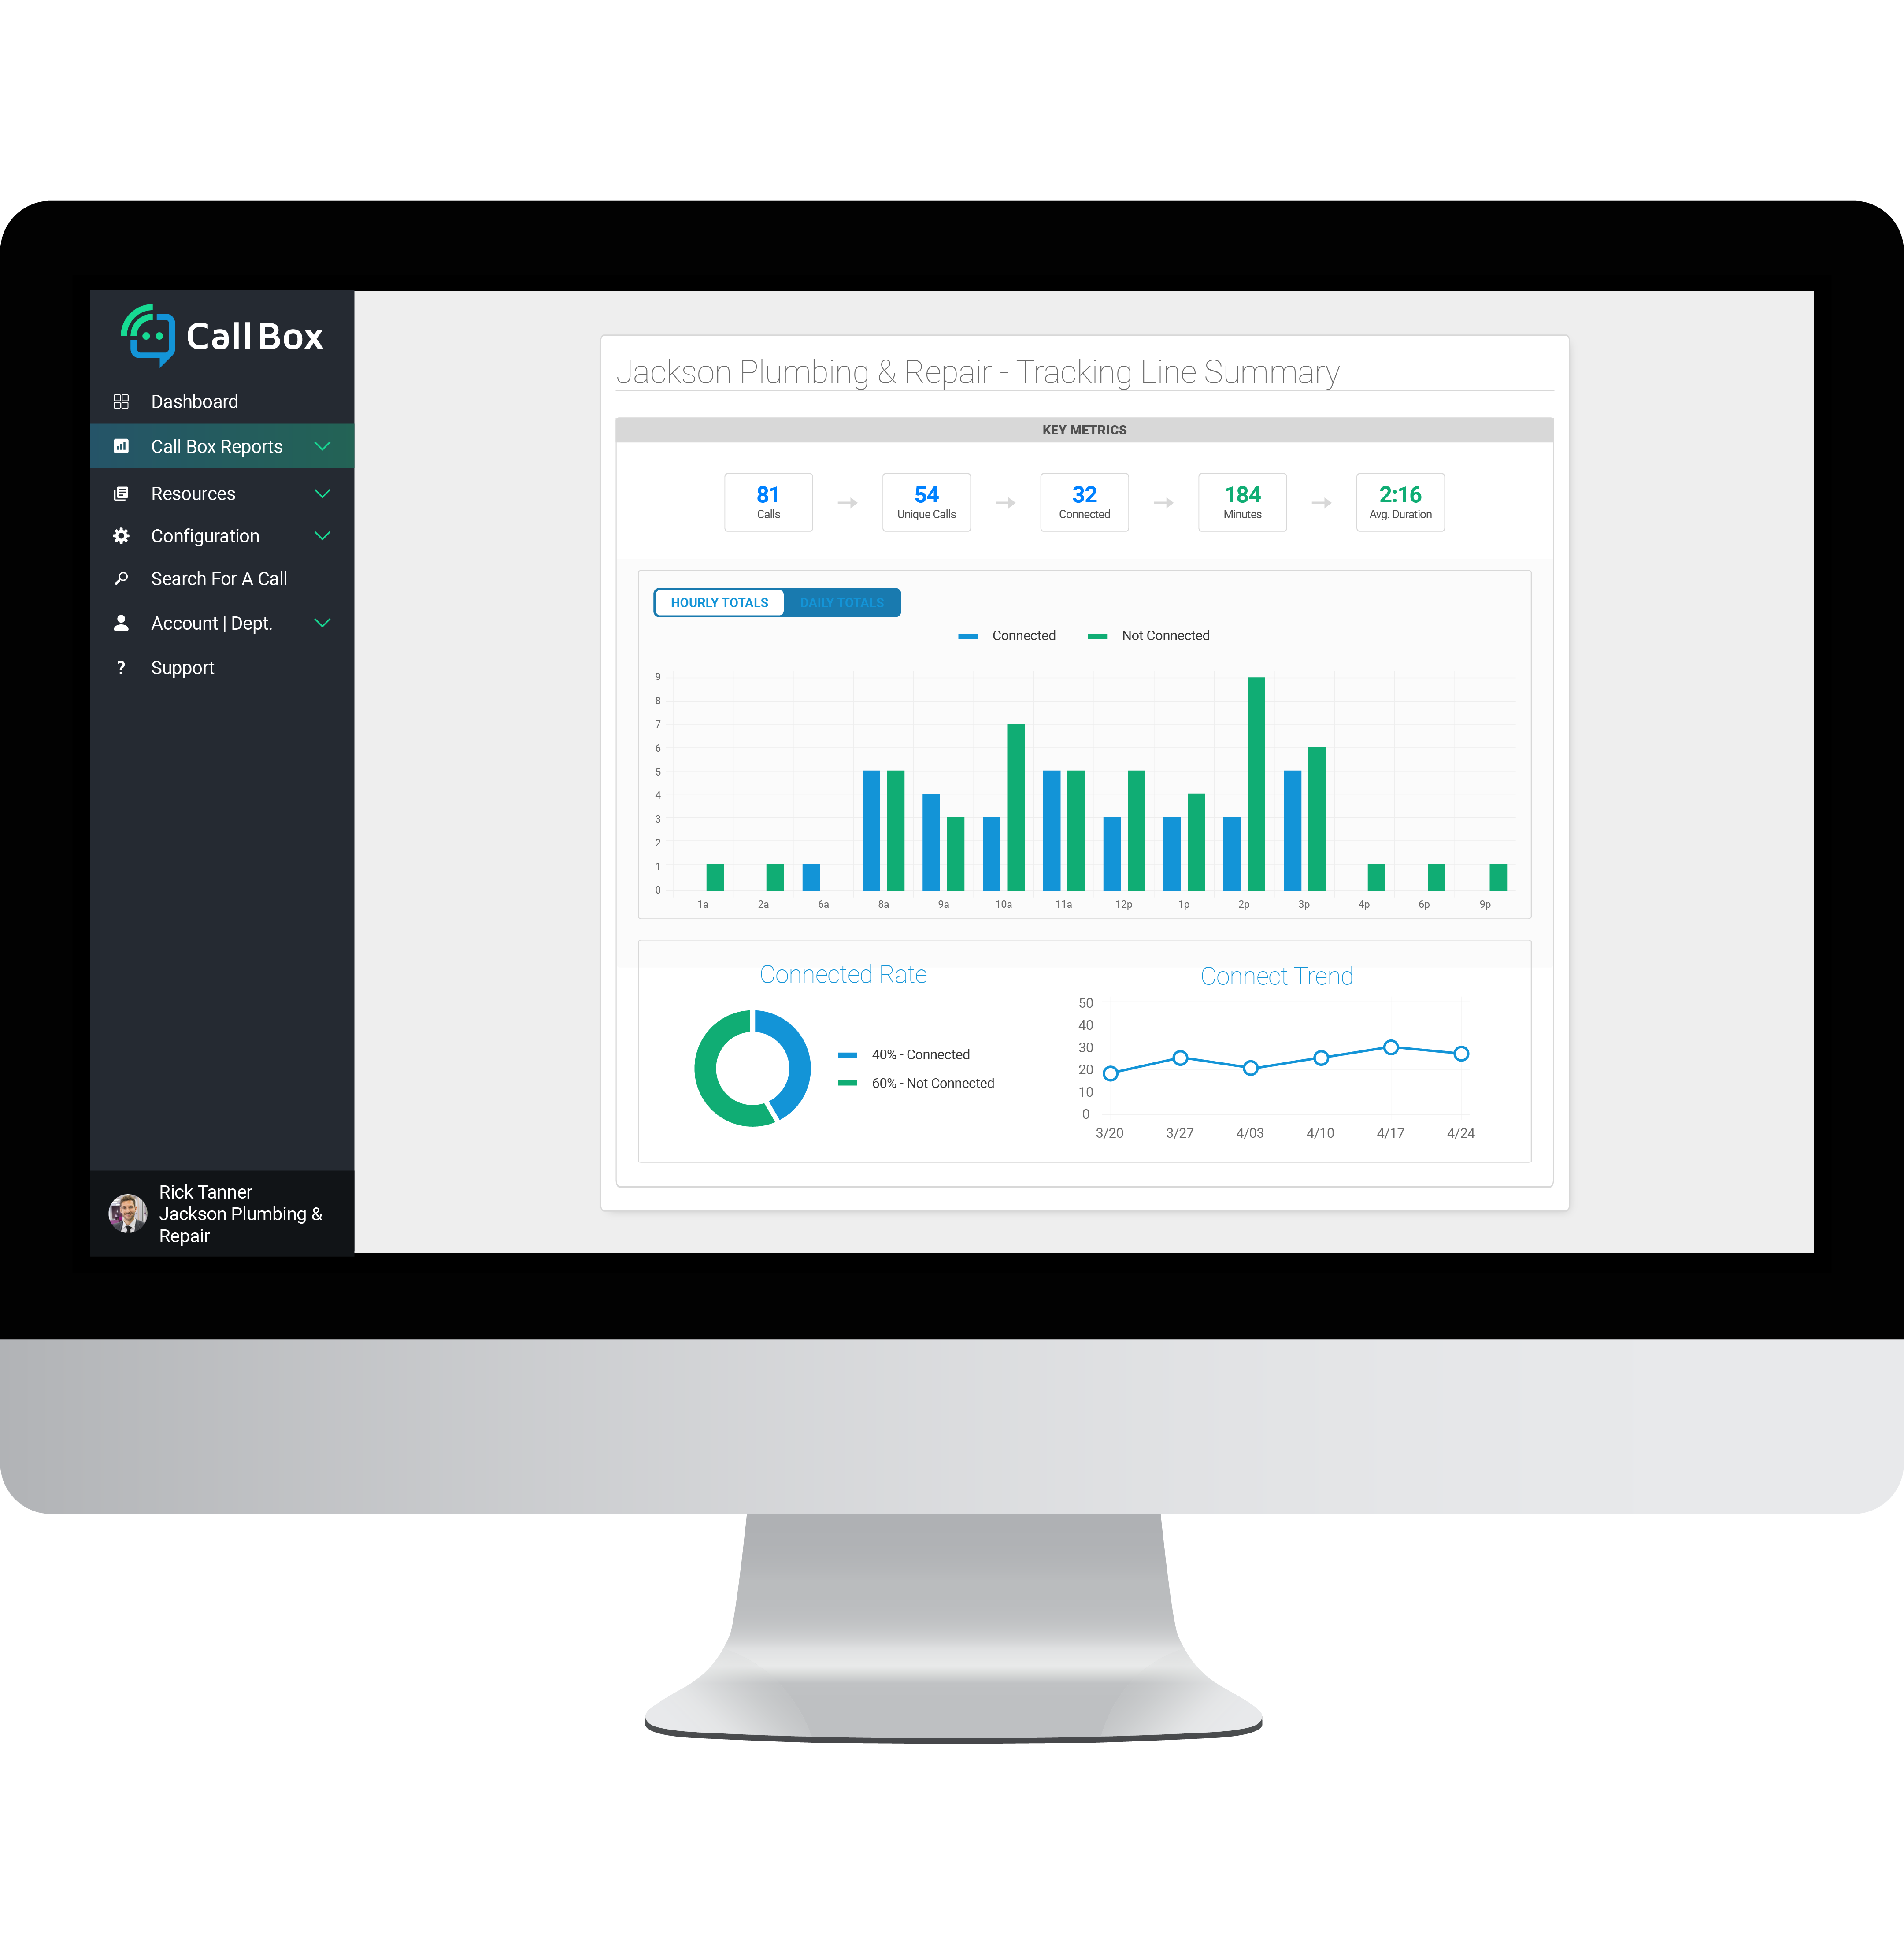 Call Box
Dashboard
Call Box Reports
Resources
Configuration
Search For A Call
Account | Dept.
? Support
Rick Tanner
Jackson Plumbing &
Repair
Jackson Plumbing & Repair - Tracking Line Summary
KEY METRICS
81
Calls
54
Unique Calls
32
Connected
184
Minutes
2:16
Avg. Duration
HOURLY TOTALS
DAILY TOTALS
Connected
Not Connected
9
8
7
6
5
4
3
2
1
0
1a 2a 6a 8a 9a 10a 11a 12p 1p 2p 3p 4p 6p 9p
Connected Rate
40% - Connected
60% - Not Connected
Connect Trend
50
40
30
20
10
0
3/20 3/27 4/03 4/10 4/17 4/24